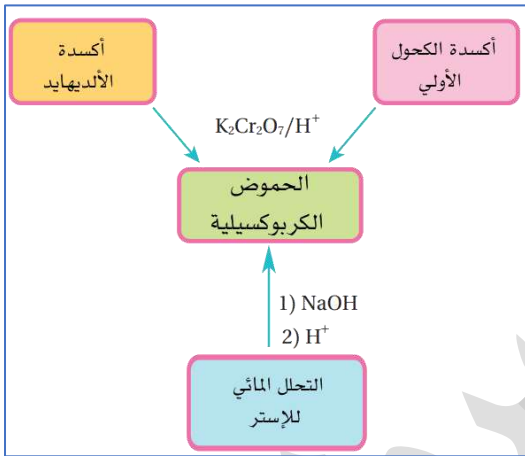 أكسدة الكحول
الأولي
أكسدة
الألديهايد
K₂Cr₂O₇/H⁺
الحموض
الكربوكسيلية
1) NaOH
2) H⁺
التحلل المائي
للإستر